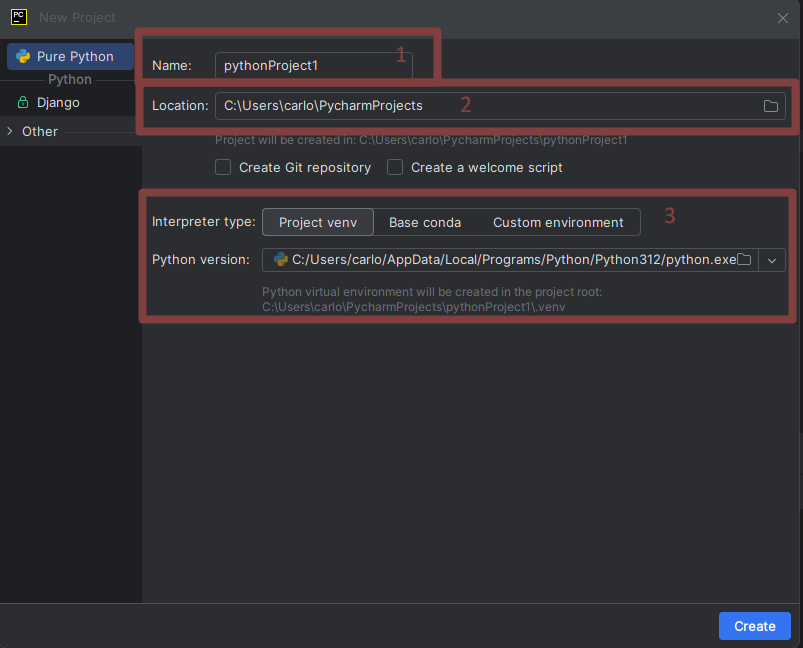 PC
New Project
Pure Python
Python
Django
Other
Name: pythonProject1 1
Location: C:\Users\carlo\PycharmProjects 2
Project will be created in: C:\Users\carlo\PycharmProjects\pythonProject1
Create Git repository Create a welcome script
Interpreter type: Project venv Base conda Custom environment 3
Python version: C:/Users/carlo/AppData/Local/Programs/Python/Python312/python.exe
Python virtual environment will be created in the project root:
C:\Users\carlo\PycharmProjects\pythonProject1\.venv
Create